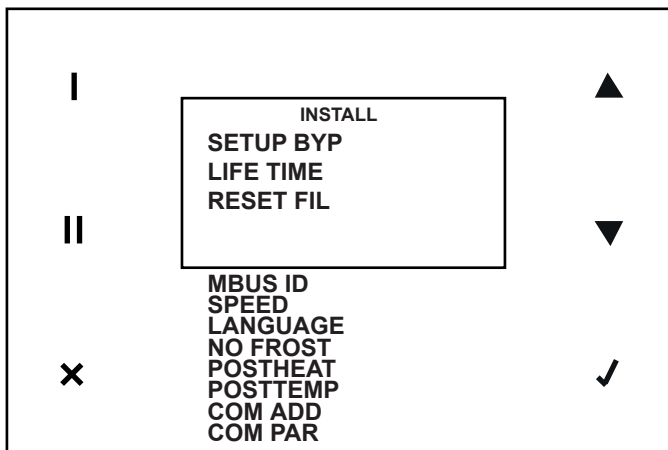 I
INSTALL
SETUP BYP
LIFE TIME
RESET FIL
II
MBUS ID
SPEED
LANGUAGE
NO FROST
POSTHEAT
POSTTEMP
COM ADD
COM PAR